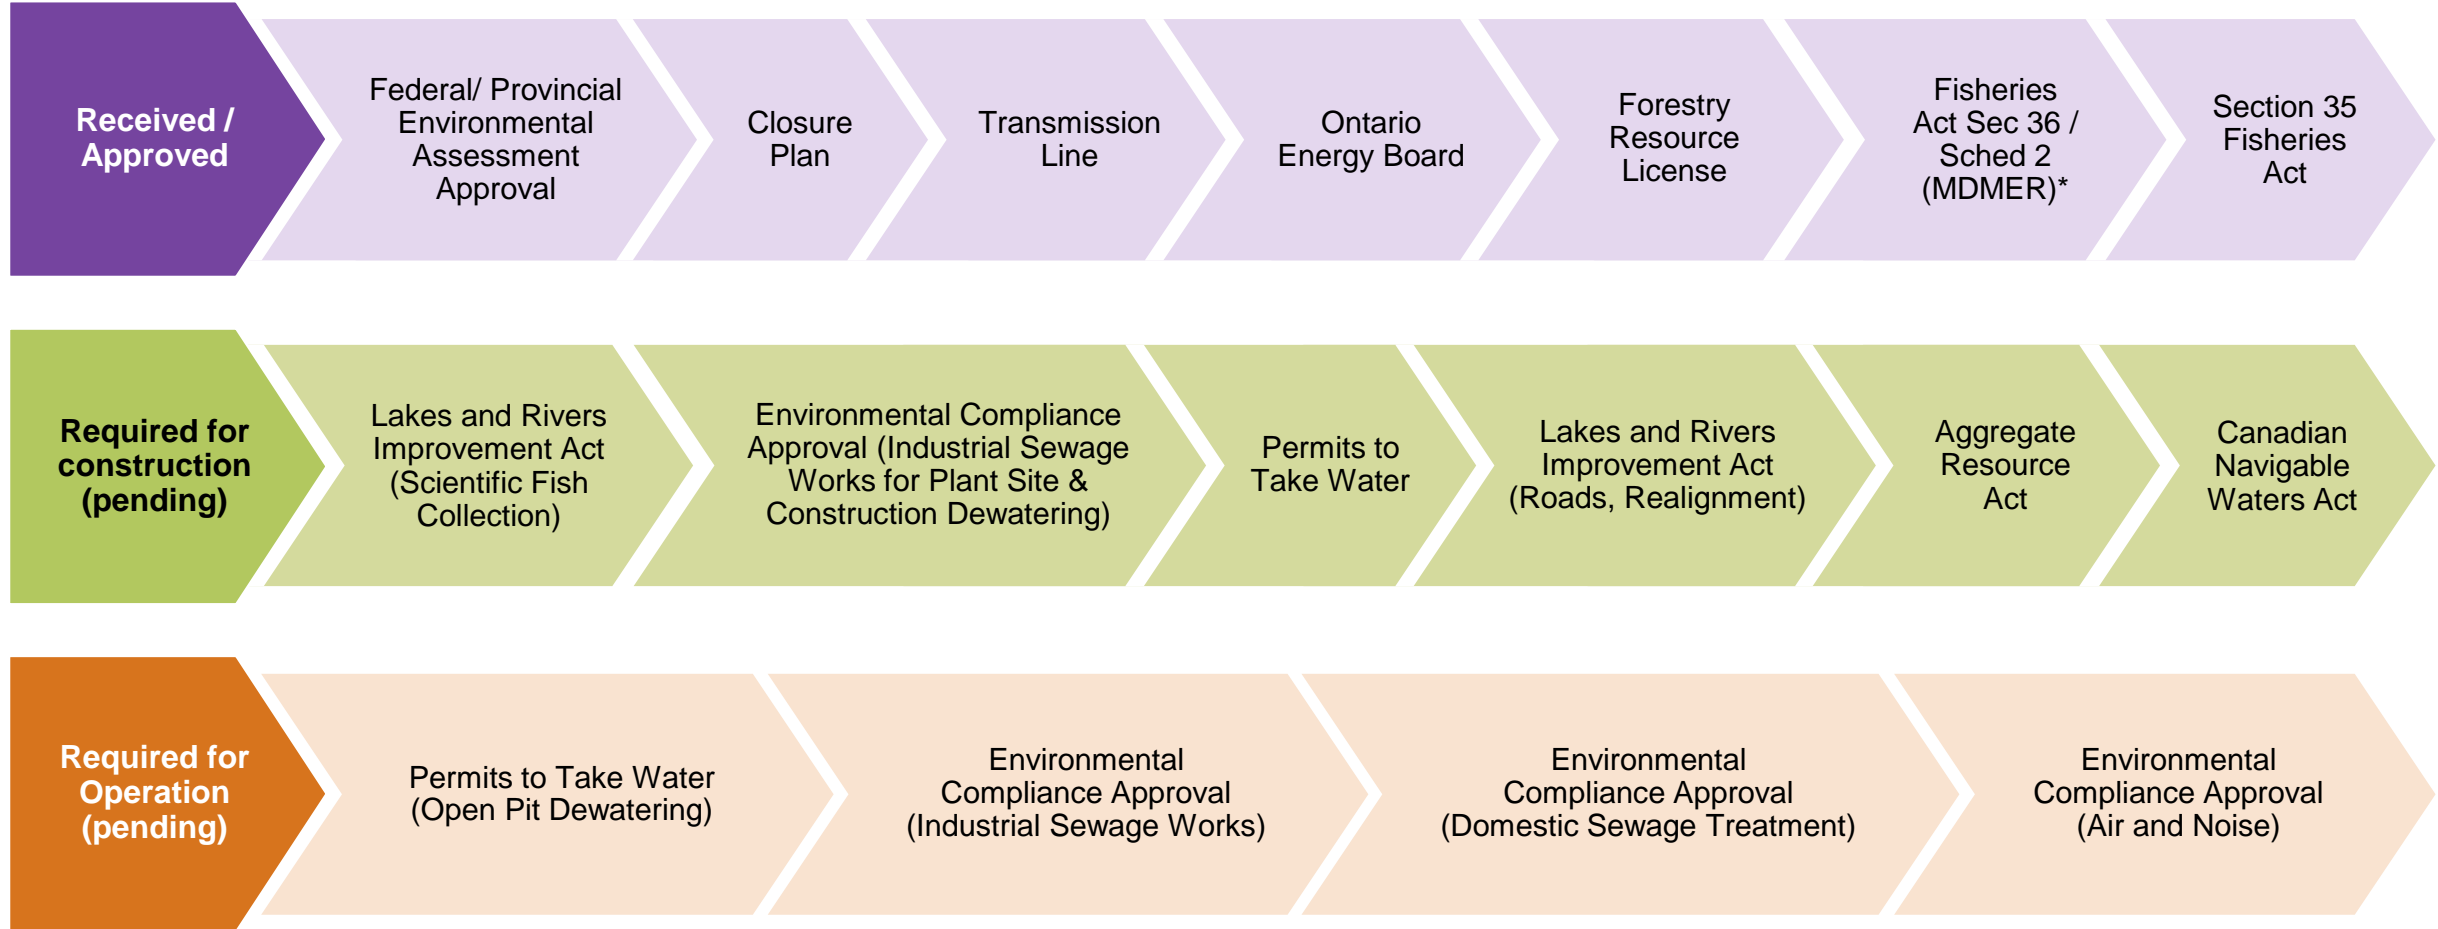 Received /
Approved
Federal/ Provincial
Environmental
Assessment
Approval
Closure
Plan
Transmission
Line
Ontario
Energy Board
Forestry
Resource
License
Fisheries
Act Sec 36 /
Sched 2
(MDMER)*
Section 35
Fisheries
Act
Required for
construction
(pending)
Lakes and Rivers
Improvement Act
(Scientific Fish
Collection)
Environmental Compliance
Approval (Industrial Sewage
Works for Plant Site &
Construction Dewatering)
Permits to
Take Water
Lakes and Rivers
Improvement Act
(Roads, Realignment)
Aggregate
Resource
Act
Canadian
Navigable
Waters Act
Required for
Operation
(pending)
Permits to Take Water
(Open Pit Dewatering)
Environmental
Compliance Approval
(Industrial Sewage Works)
Environmental
Compliance Approval
(Domestic Sewage Treatment)
Environmental
Compliance Approval
(Air and Noise)